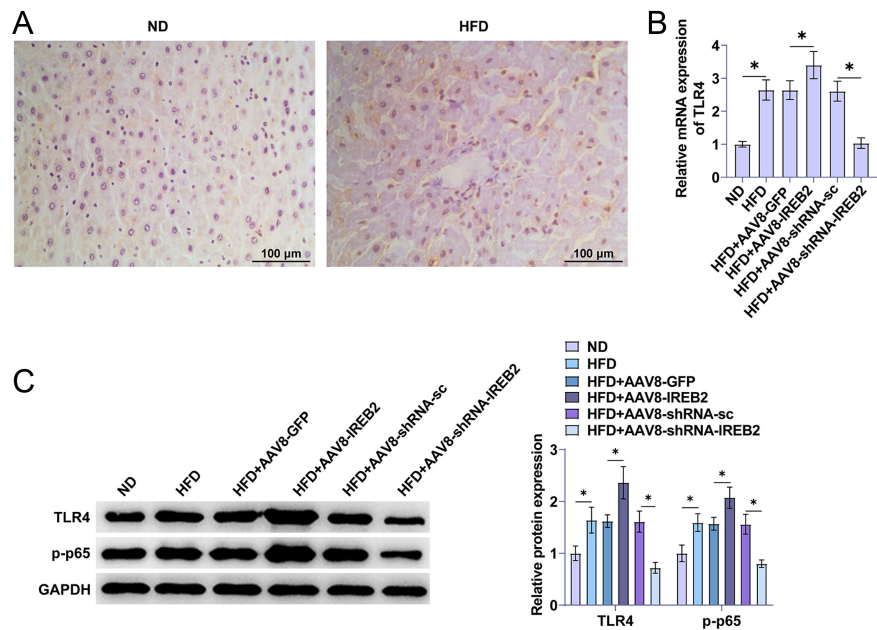 A
ND
HFD
100 μm
100 μm
B
Relative mRNA expression
of TLR4
4
3
2
1
0
*
*
*
ND
HFD
HFD+AAV8-GFP
HFD+AAV8-IREB2
HFD+AAV8-shRNA-sc
HFD+AAV8-shRNA-IREB2
C
ND
HFD
HFD+AAV8-GFP
HFD+AAV8-IREB2
HFD+AAV8-shRNA-sc
HFD+AAV8-shRNA-IREB2
TLR4
p-p65
GAPDH
ND
HFD
HFD+AAV8-GFP
HFD+AAV8-IREB2
HFD+AAV8-shRNA-sc
HFD+AAV8-shRNA-IREB2
Relative protein expression
3
2
1
0
*
*
*
*
*
*
TLR4
p-p65